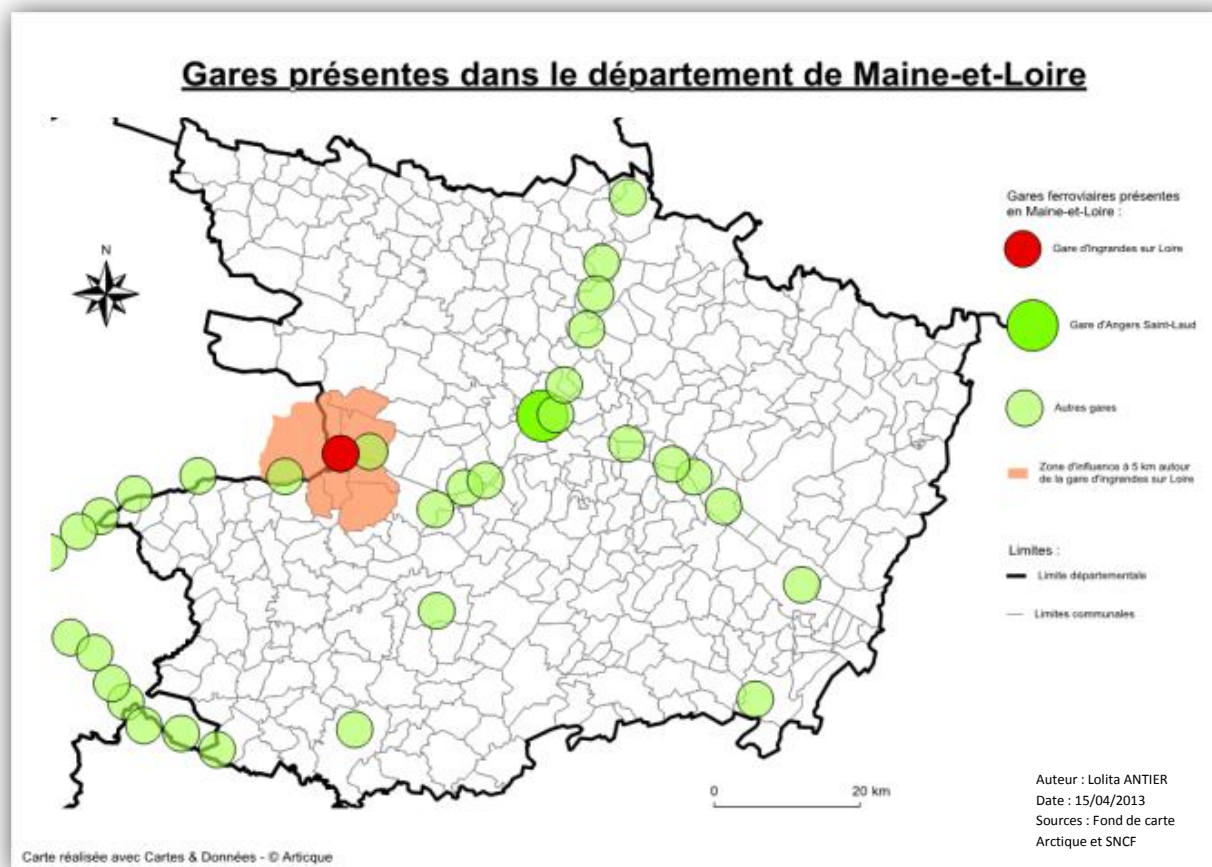 Gares présentes dans le département de Maine-et-Loire
N
Gares ferroviaires présentes
en Maine-et-Loire :
Gare d'Ingrandes sur Loire
Gare d'Angers Saint-Laud
Autres gares
Zone d'influence à 5 km autour
de la gare d'ingrandes sur Loire
Limites :
Limite départementale
Limites communales
0 20 km
Auteur : Lolita ANTIER
Date : 15/04/2013
Sources : Fond de carte
Arctique et SNCF
Carte réalisée avec Cartes & Données - © Articque